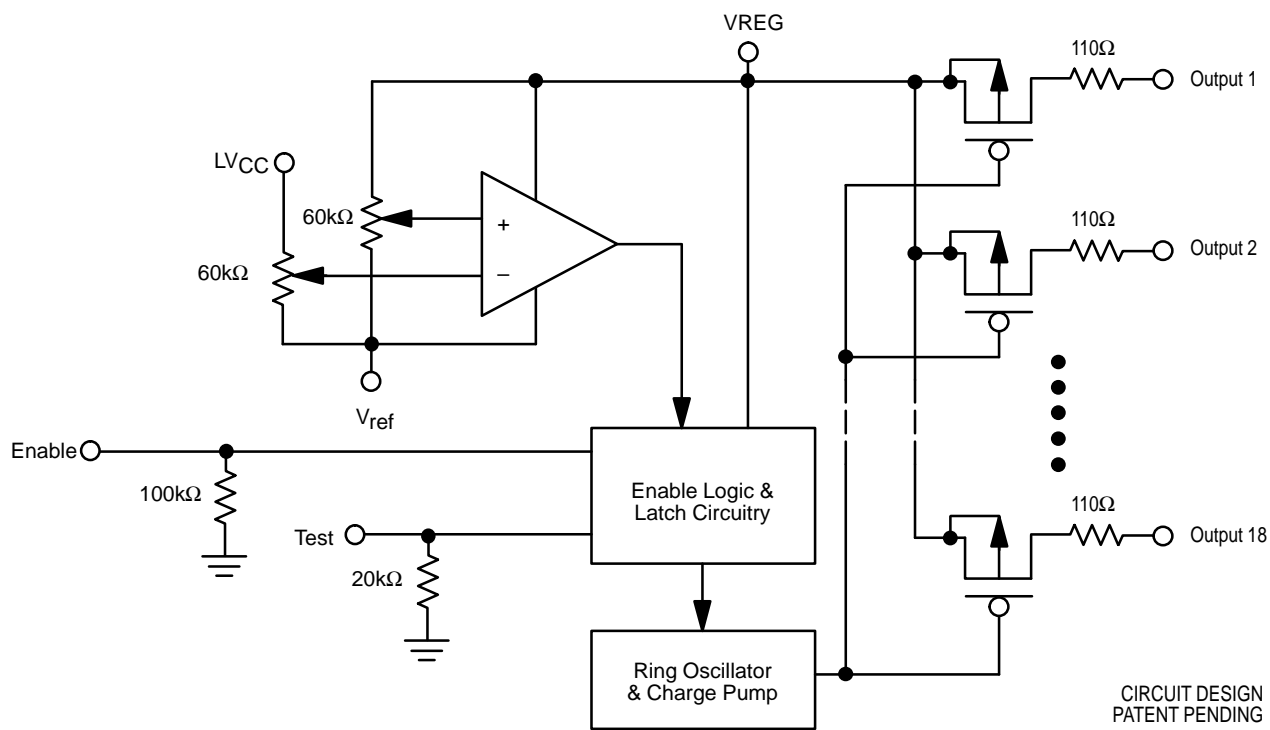 VREG
110Ω
Output 1
LVCC
60kΩ
+
60kΩ
–
110Ω
Output 2
Vref
Enable
100kΩ
Enable Logic &
Latch Circuitry
Test
20kΩ
110Ω
Output 18
Ring Oscillator
& Charge Pump
CIRCUIT DESIGN
PATENT PENDING